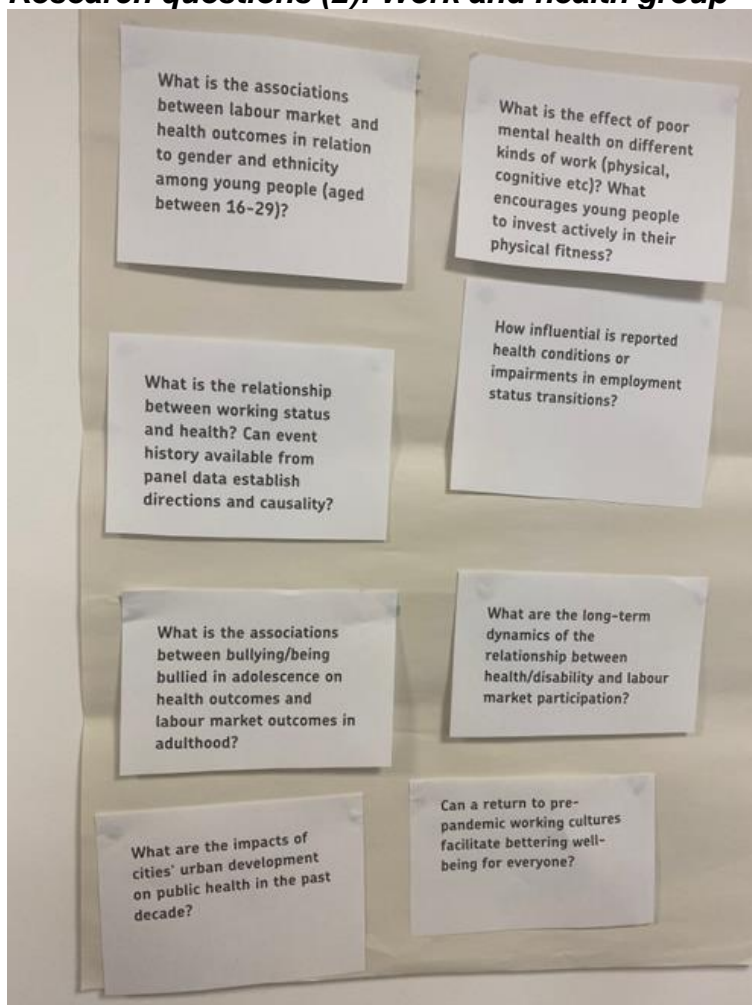 Research questions (2): Work and health group
What is the associations
between labour market and
health outcomes in relation
to gender and ethnicity
among young people (aged
between 16-29)?
What is the effect of poor
mental health on different
kinds of work (physical,
cognitive etc)? What
encourages young people
to invest actively in their
physical fitness?
What is the relationship
between working status
and health? Can event
history available from
panel data establish
directions and causality?
How influential is reported
health conditions or
impairments in employment
status transitions?
What is the associations
between bullying/being
bullied in adolescence on
health outcomes and
labour market outcomes in
adulthood?
What are the long-term
dynamics of the
relationship between
health/disability and labour
market participation?
What are the impacts of
cities' urban development
on public health in the past
decade?
Can a return to pre-
pandemic working cultures
facilitate bettering well-
being for everyone?